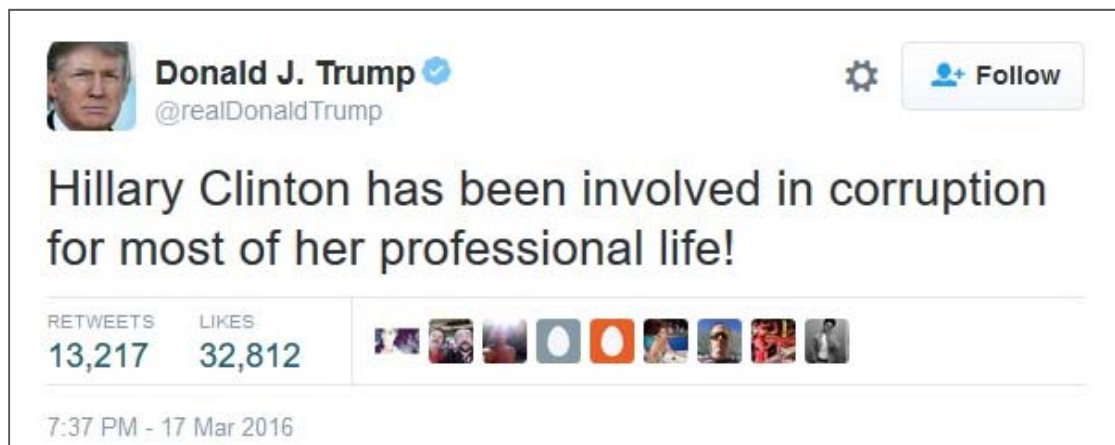 Donald J. Trump
Follow
@realDonaldTrump
Hillary Clinton has been involved in corruption
for most of her professional life!
RETWEETS LIKES
13,217 32,812
7:37 PM - 17 Mar 2016